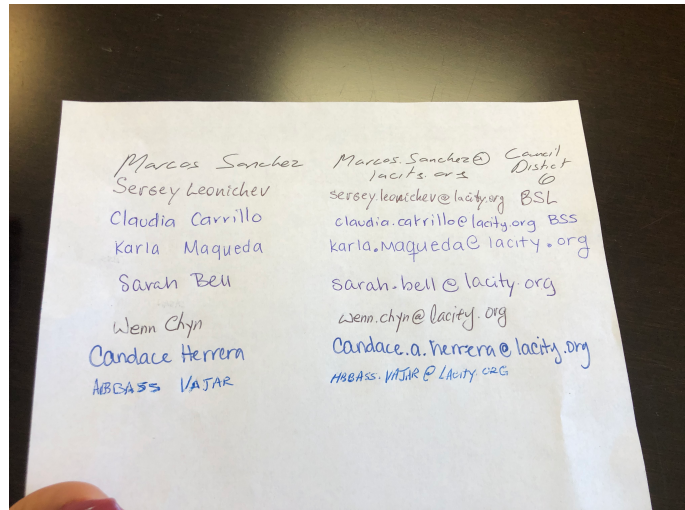 Marcos Sanchez Marcos.Sanchez@ Council
lacity.org District
6
Sergey Leonichev sergey.leonichev@lacity.org BSL
Claudia Carrillo claudia.carrillo@lacity.org BSS
Karla Maqueda karla.maqueda@lacity.org
Sarah Bell sarah.bell@lacity.org
Wenn Chyn wenn.chyn@lacity.org
Candace Herrera Candace.a.herrera@lacity.org
ABBASS VAJAR ABBASS.VAJAR@LAcity.ORG